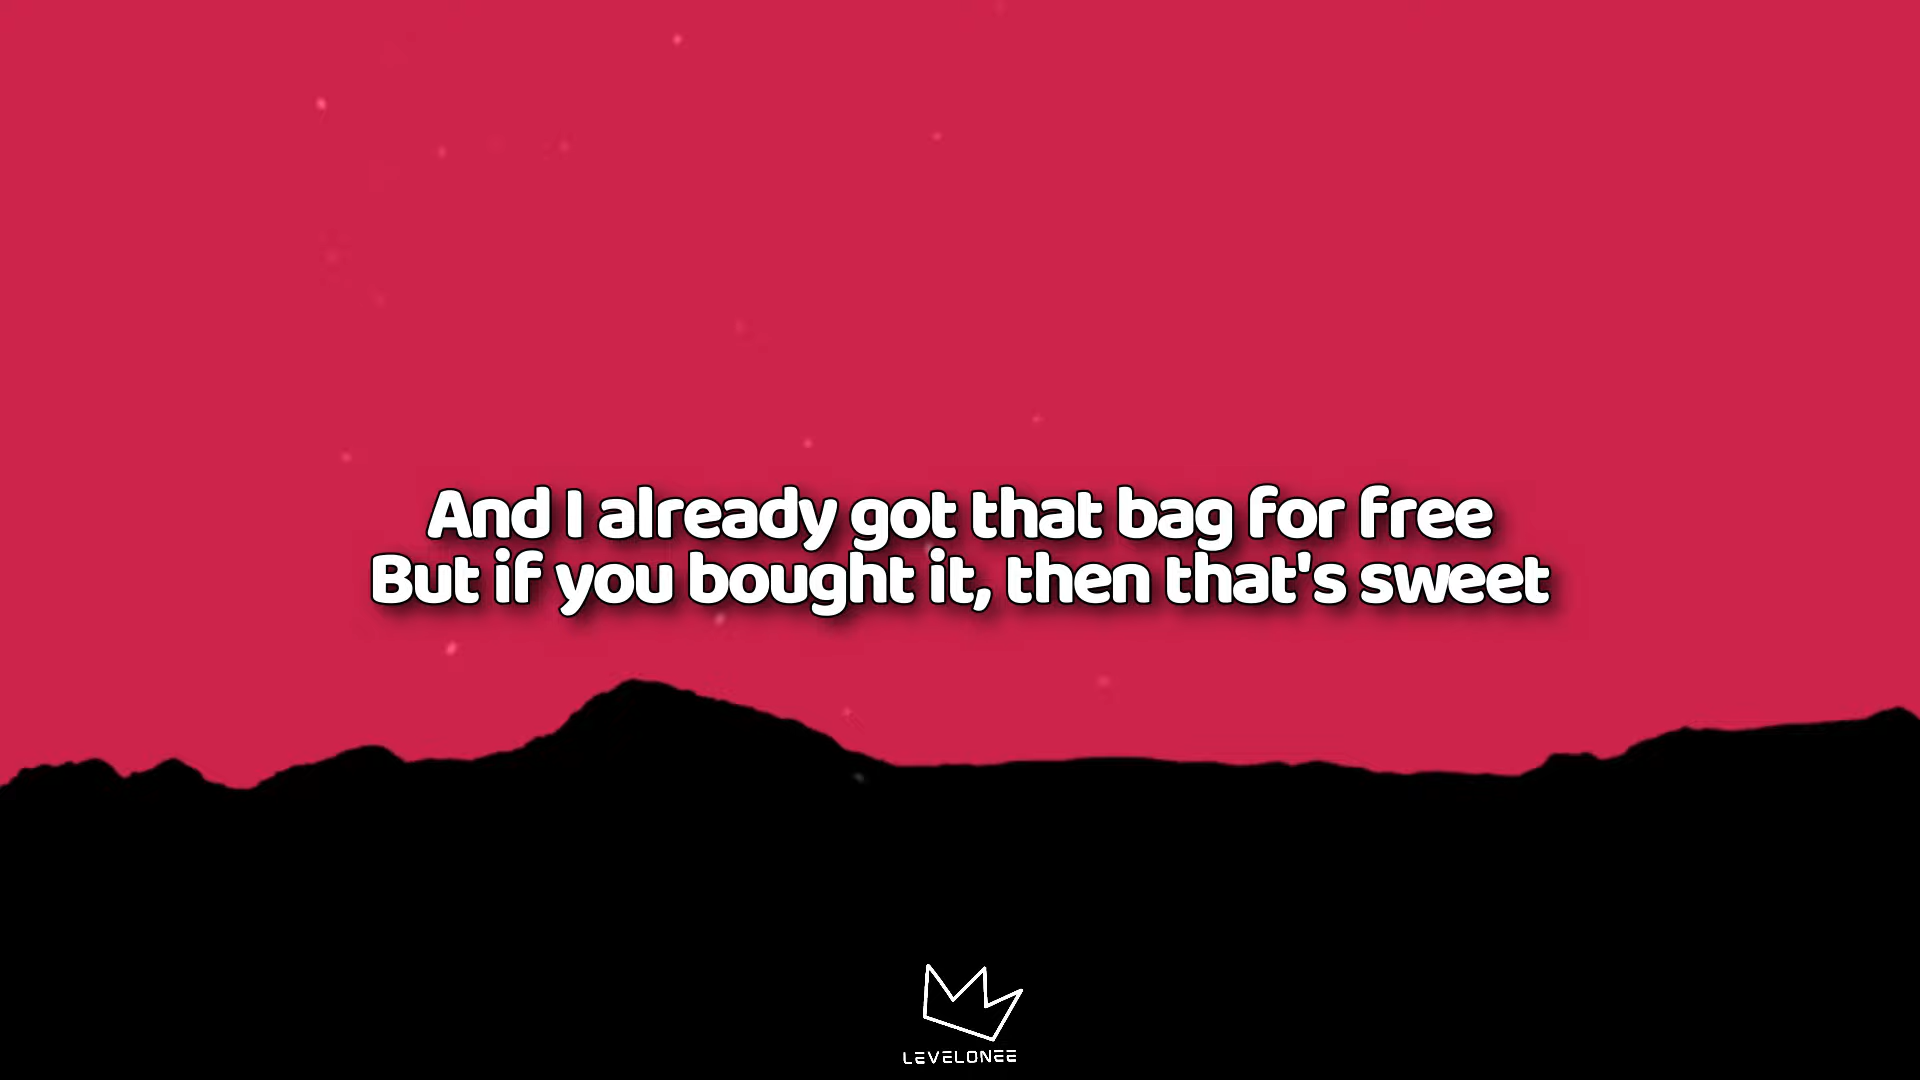 And I already got that bag for free
But if you bought it, then that's sweet
LEVELONEE